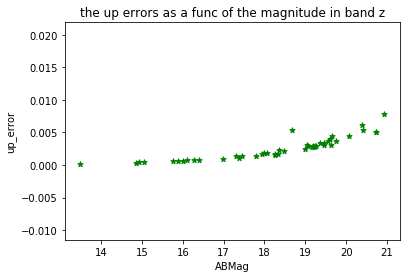 the up errors as a func of the magnitude in band z
up_error
0.020
0.015
0.010
0.005
0.000
−0.005
−0.010
14 15 16 17 18 19 20 21
ABMag